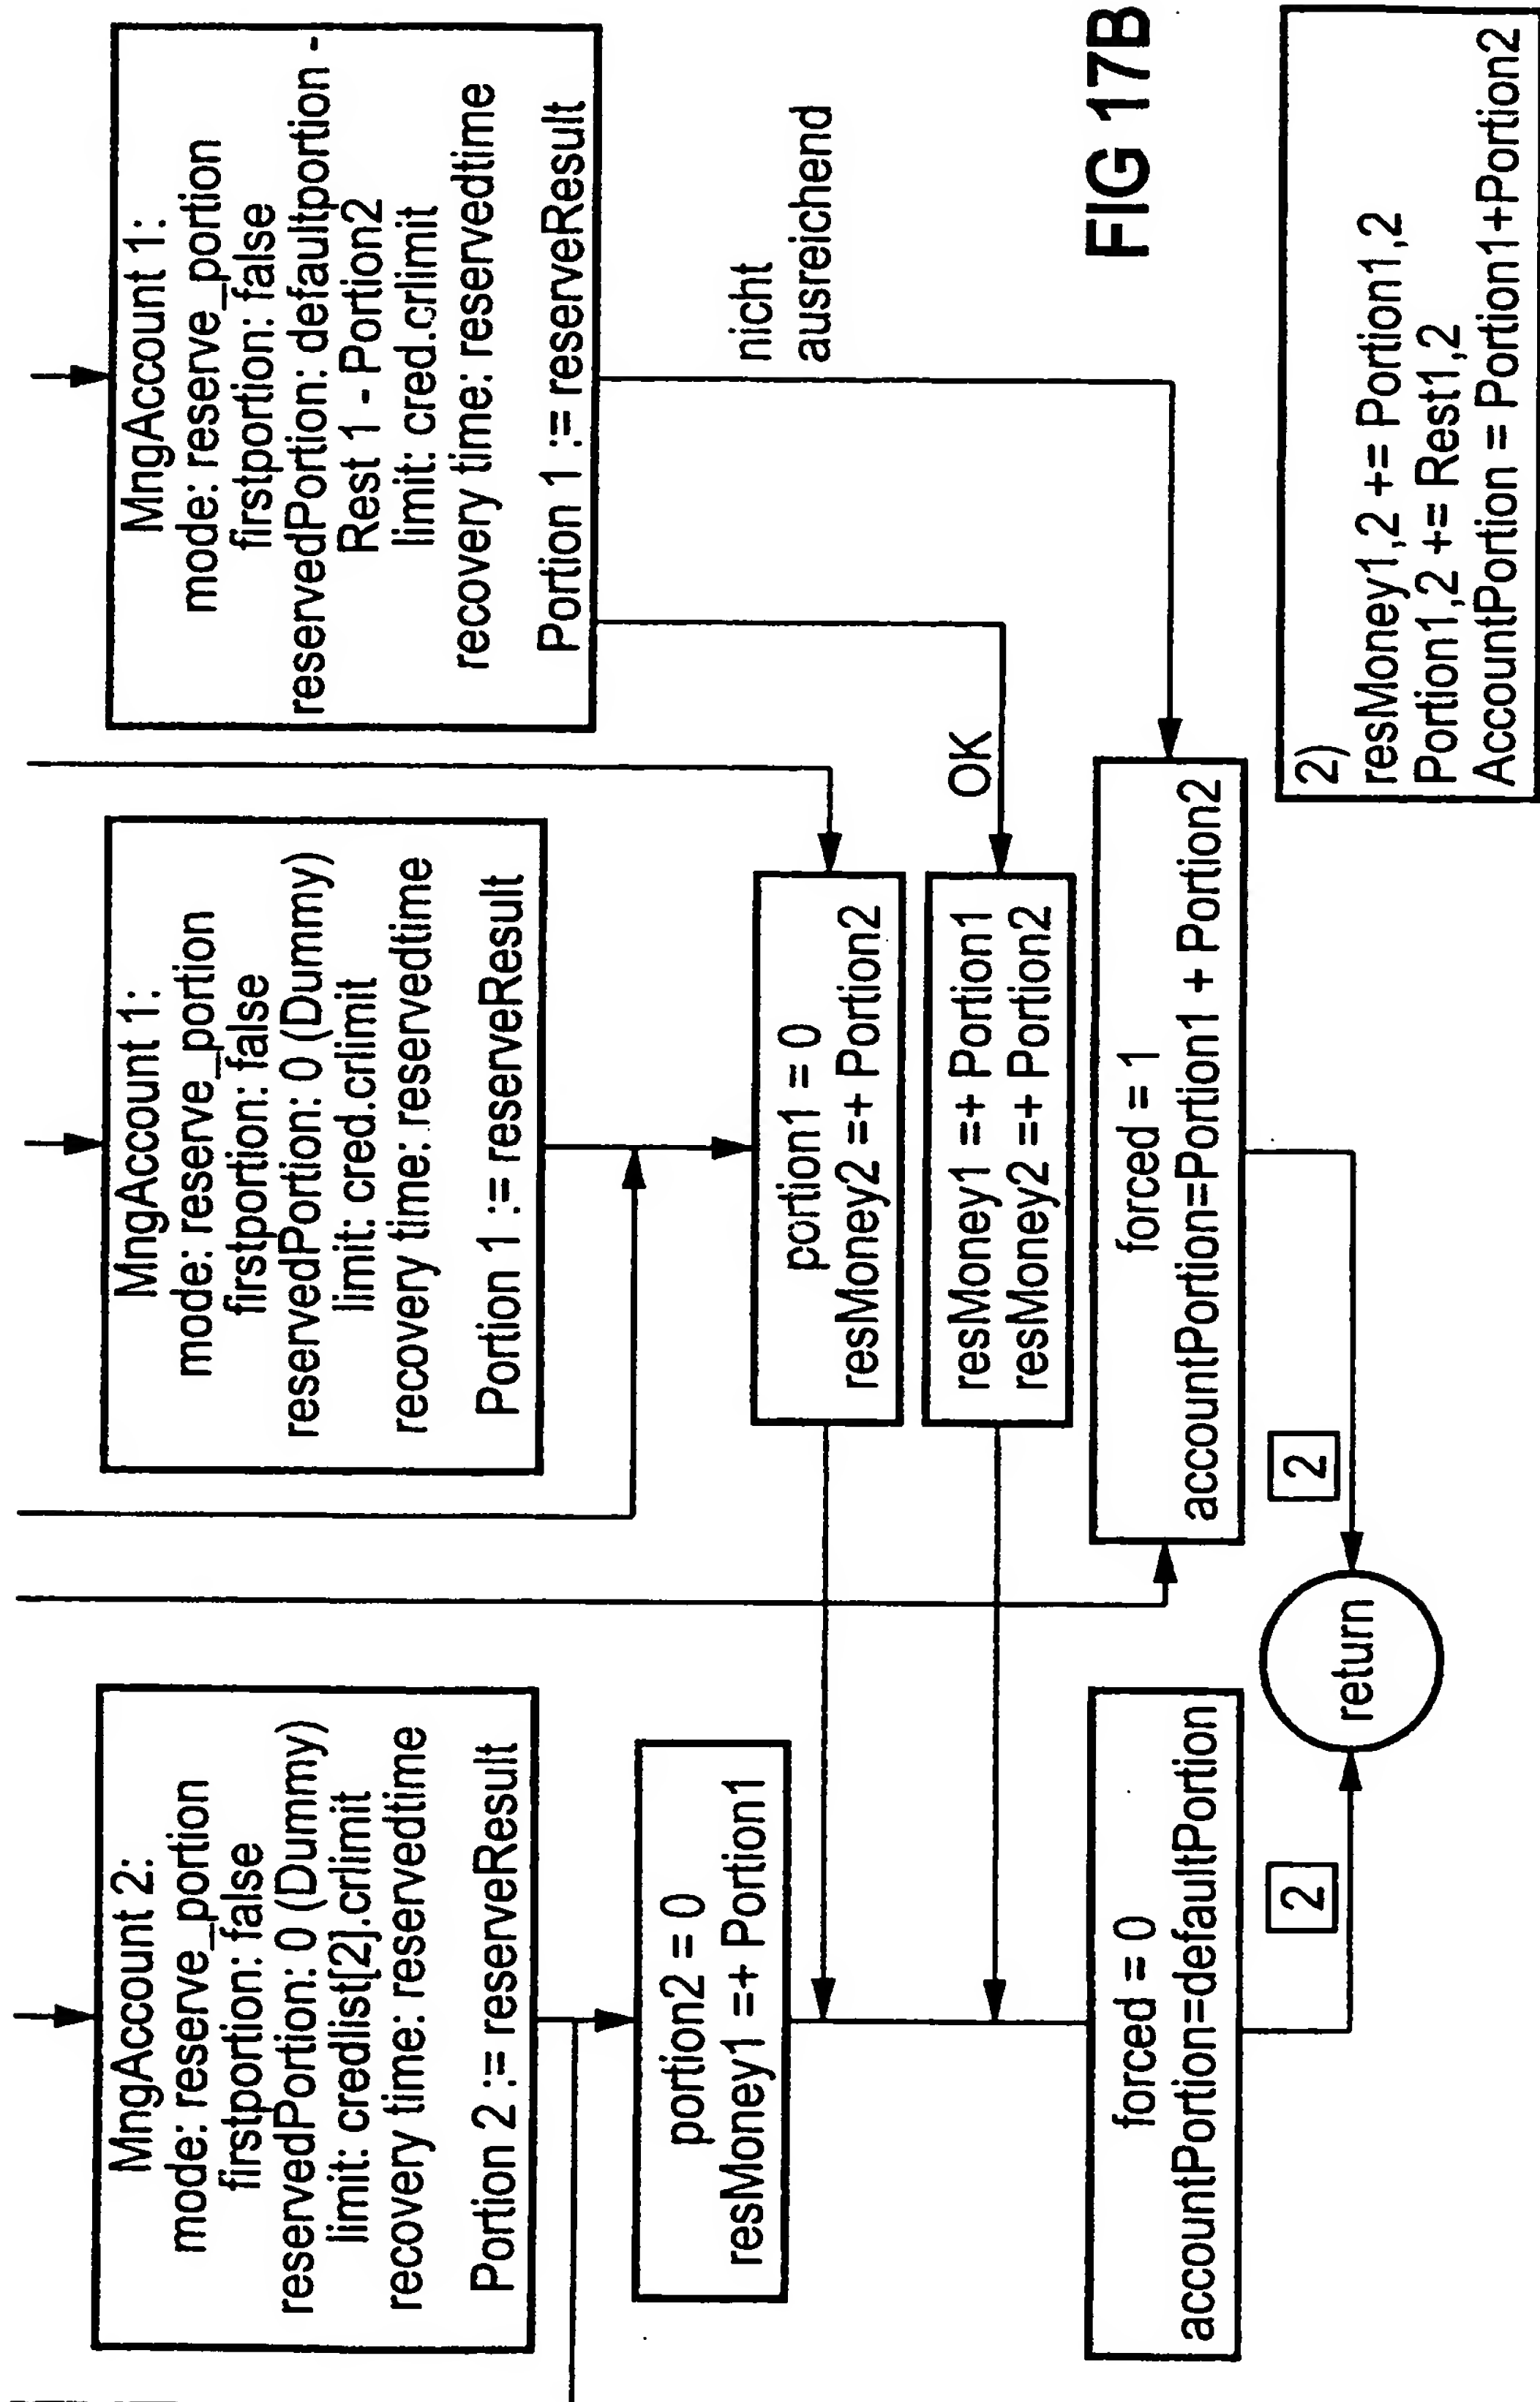 MngAccount 2:
mode: reserve_portion
firstportion: false
reservedPortion: 0 (Dummy)
limit: credlist[2].crlimit
recovery time: reservedtime
Portion 2 := reserveResult
MngAccount 1:
mode: reserve_portion
firstportion: false
reservedPortion: 0 (Dummy)
limit: cred.crlimit
recovery time: reservedtime
Portion 1 := reserveResult
MngAccount 1:
mode: reserve_portion
firstportion: false
reservedPortion: defaultportion -
Rest 1 - Portion2
limit: cred.crlimit
recovery time: reservedtime
Portion 1 := reserveResult
portion2 = 0
resMoney1 =+ Portion1
portion1 = 0
resMoney2 =+ Portion2
nicht
ausreichend
OK
resMoney1 =+ Portion1
resMoney2 =+ Portion2
forced = 0
accountPortion=defaultPortion
forced = 1
accountPortion=Portion1 + Portion2
FIG 17B
2
2
return
2)
resMoney1,2 += Portion1,2
Portion1,2 += Rest1,2
AccountPortion = Portion1+Portion2